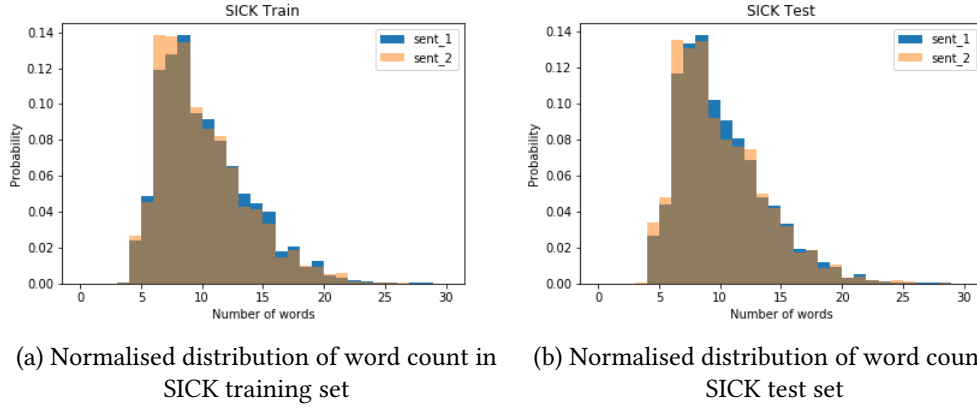 SICK Train
0.14
0.12
0.10
0.08
0.06
0.04
0.02
0.00
Probability
sent_1
sent_2
0 5 10 15 20 25 30
Number of words
(a) Normalised distribution of word count in
SICK training set
SICK Test
0.14
0.12
0.10
0.08
0.06
0.04
0.02
0.00
Probability
sent_1
sent_2
0 5 10 15 20 25 30
Number of words
(b) Normalised distribution of word coun
SICK test set